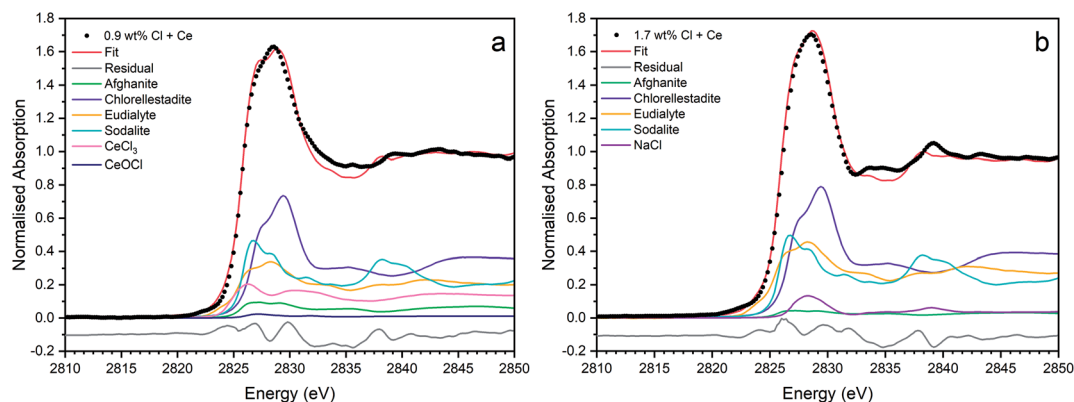 0.9 wt% Cl + Ce
Fit
Residual
Afghanite
Chlorellestadite
Eudialyte
Sodalite
CeCl3
CeOCl
a
1.8
1.6
1.4
1.2
1.0
0.8
0.6
0.4
0.2
0.0
-0.2
Normalised Absorption
2810 2815 2820 2825 2830 2835 2840 2845 2850
Energy (eV)
1.7 wt% Cl + Ce
Fit
Residual
Afghanite
Chlorellestadite
Eudialyte
Sodalite
NaCl
b
1.8
1.6
1.4
1.2
1.0
0.8
0.6
0.4
0.2
0.0
-0.2
Normalised Absorption
2810 2815 2820 2825 2830 2835 2840 2845 2850
Energy (eV)